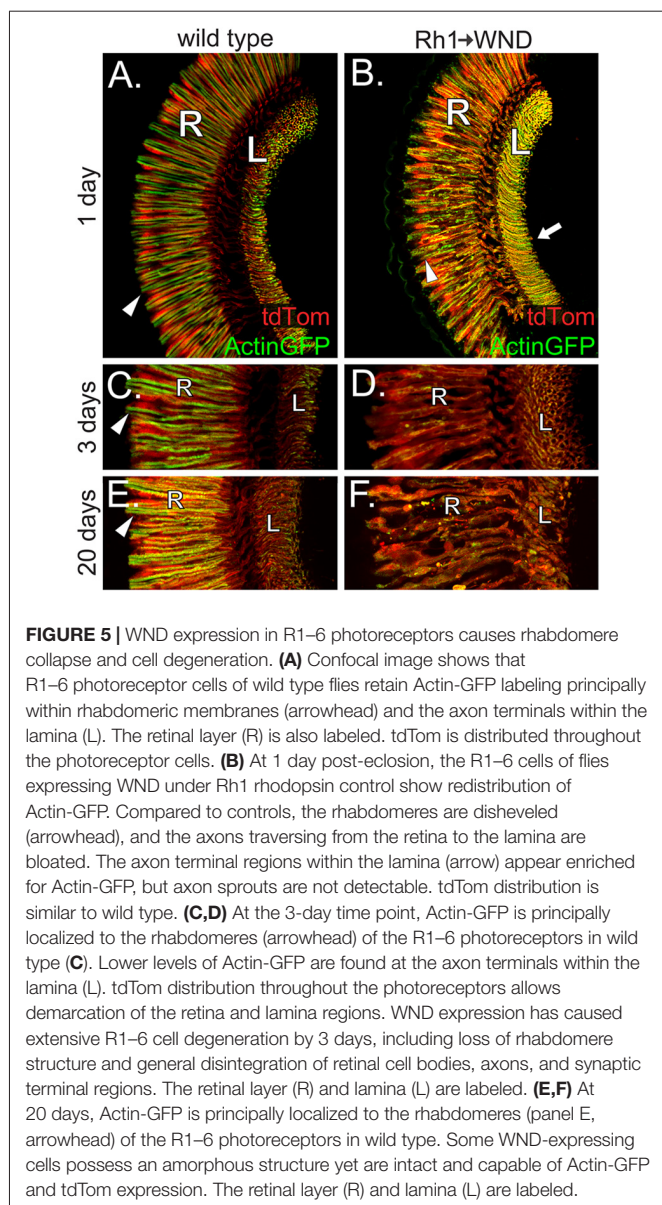 wild type
Rh1→WND
1 day
A.
R
L
tdTom
ActinGFP
B.
R
L
tdTom
ActinGFP
3 days
C.
R
L
D.
R
L
20 days
E.
R
L
F.
R
L
FIGURE 5 | WND expression in R1–6 photoreceptors causes rhabdomere
collapse and cell degeneration. (A) Confocal image shows that
R1–6 photoreceptor cells of wild type flies retain Actin-GFP labeling principally
within rhabdomeric membranes (arrowhead) and the axon terminals within the
lamina (L). The retinal layer (R) is also labeled. tdTom is distributed throughout
the photoreceptor cells. (B) At 1 day post-eclosion, the R1–6 cells of flies
expressing WND under Rh1 rhodopsin control show redistribution of
Actin-GFP. Compared to controls, the rhabdomeres are disheveled
(arrowhead), and the axons traversing from the retina to the lamina are
bloated. The axon terminal regions within the lamina (arrow) appear enriched
for Actin-GFP, but axon sprouts are not detectable. tdTom distribution is
similar to wild type. (C,D) At the 3-day time point, Actin-GFP is principally
localized to the rhabdomeres (arrowhead) of the R1–6 photoreceptors in wild
type (C). Lower levels of Actin-GFP are found at the axon terminals within the
lamina (L). tdTom distribution throughout the photoreceptors allows
demarcation of the retina and lamina regions. WND expression has caused
extensive R1–6 cell degeneration by 3 days, including loss of rhabdomere
structure and general disintegration of retinal cell bodies, axons, and synaptic
terminal regions. The retinal layer (R) and lamina (L) are labeled. (E,F) At
20 days, Actin-GFP is principally localized to the rhabdomeres (panel E,
arrowhead) of the R1–6 photoreceptors in wild type. Some WND-expressing
cells possess an amorphous structure yet are intact and capable of Actin-GFP
and tdTom expression. The retinal layer (R) and lamina (L) are labeled.